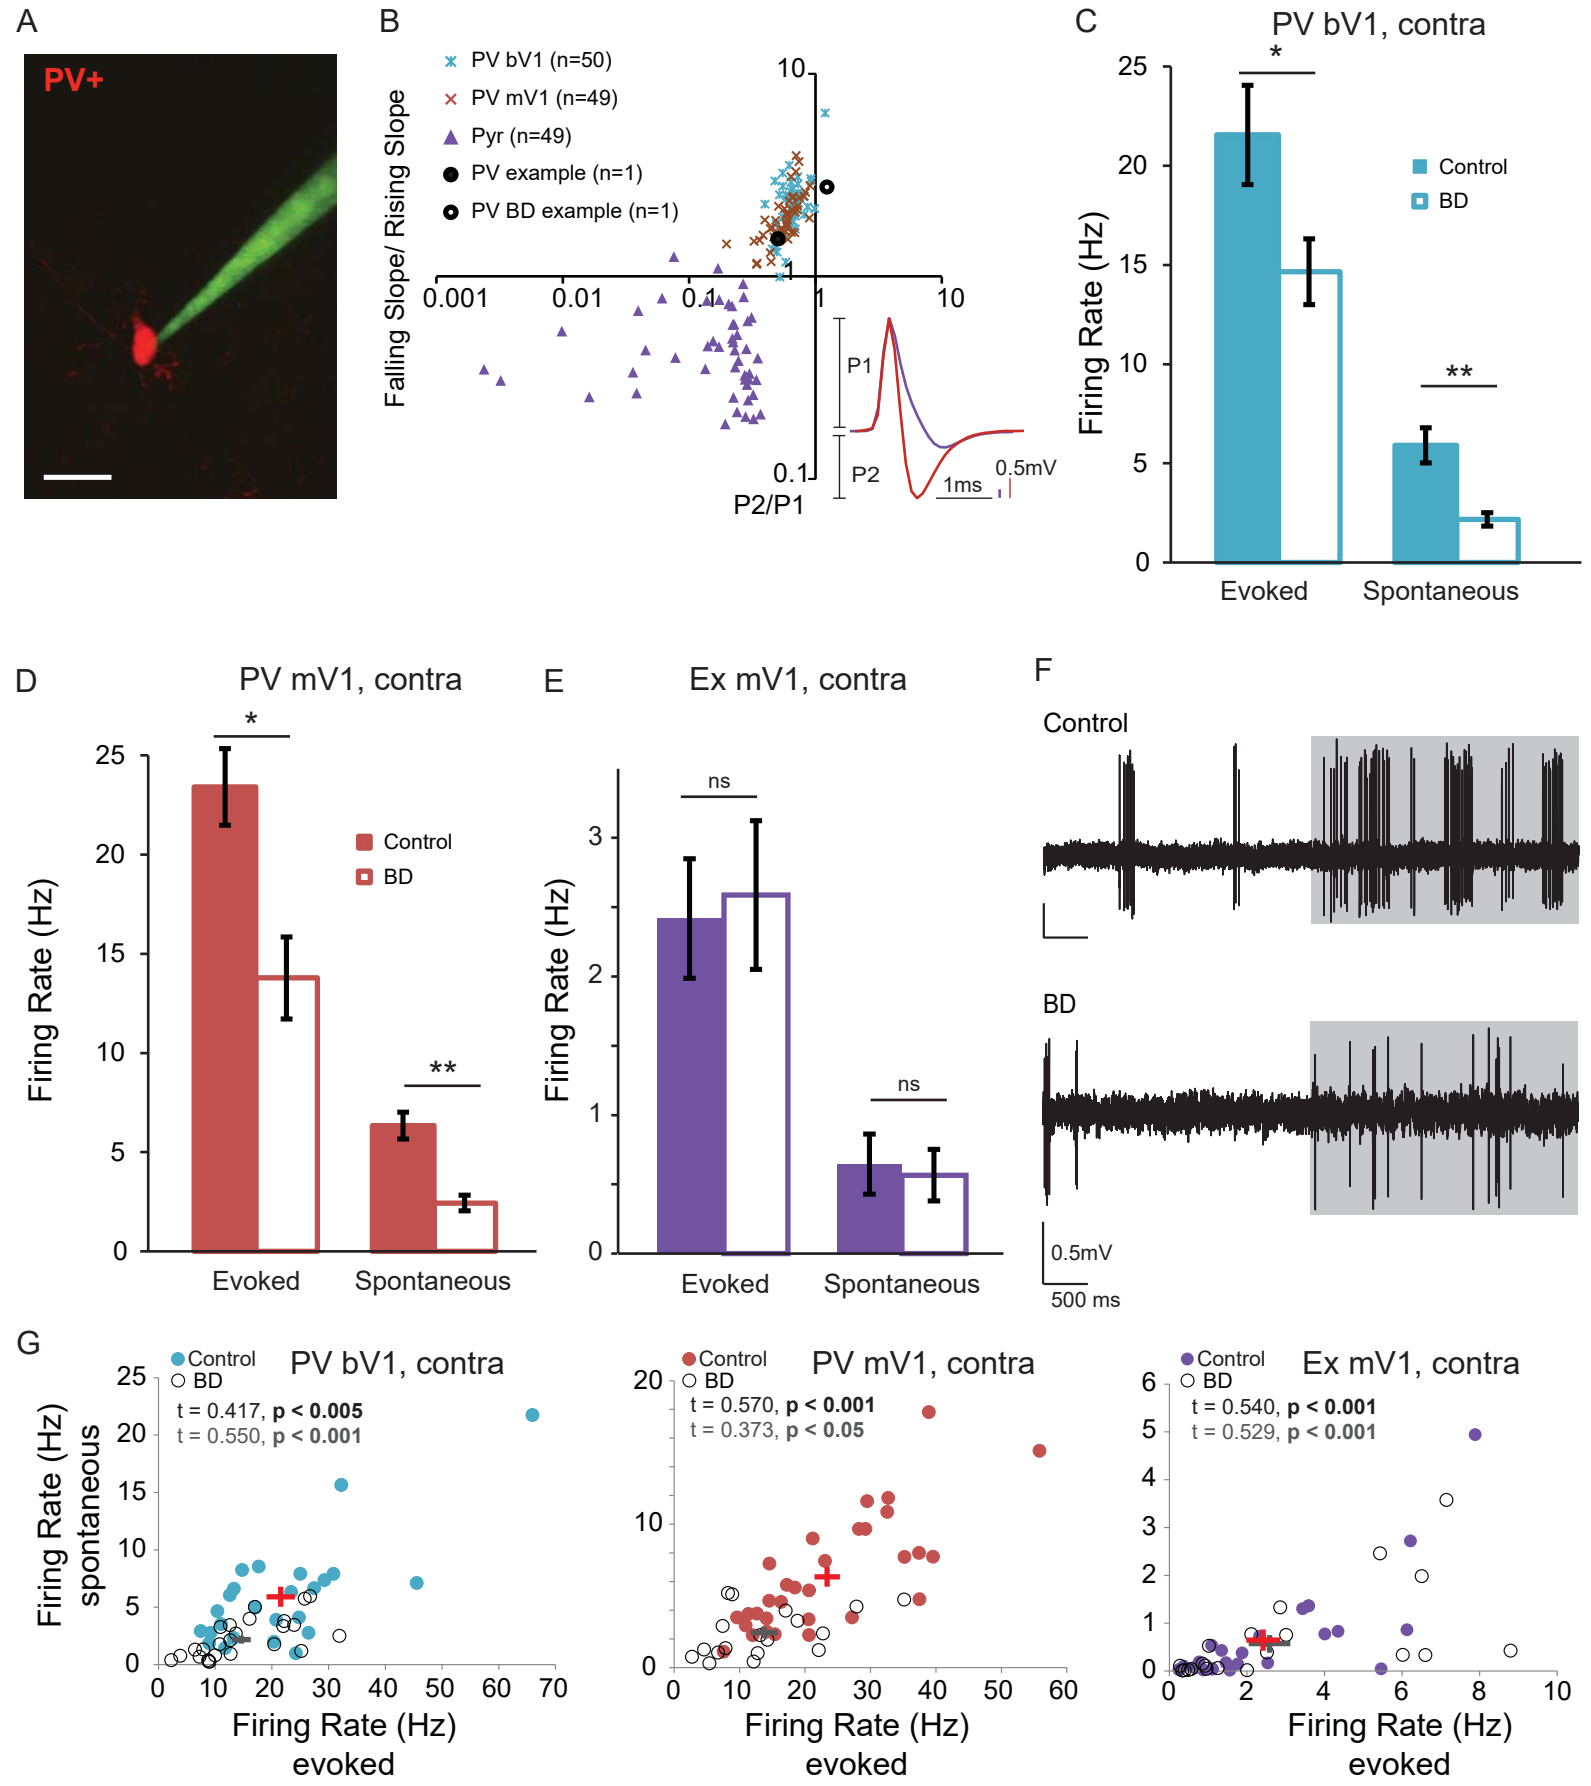 A
PV+
B
PV bV1 (n=50)
PV mV1 (n=49)
Pyr (n=49)
PV example (n=1)
PV BD example (n=1)
Falling Slope/ Rising Slope
10
1
0.1
0.001
0.01
0.1
1
10
P2/P1
P1
P2
0.5mV
1ms
C
PV bV1, contra
*
**
Control
BD
Firing Rate (Hz)
25
20
15
10
5
0
Evoked
Spontaneous
D
PV mV1, contra
*
**
Control
BD
Firing Rate (Hz)
25
20
15
10
5
0
Evoked
Spontaneous
E
Ex mV1, contra
ns
ns
Firing Rate (Hz)
3
2
1
0
Evoked
Spontaneous
F
Control
BD
0.5mV
500 ms
G
Control
BD
PV bV1, contra
t = 0.417, p < 0.005
t = 0.550, p < 0.001
Firing Rate (Hz)
spontaneous
25
20
15
10
5
0
0 10 20 30 40 50 60 70
Firing Rate (Hz)
evoked
Control
BD
PV mV1, contra
t = 0.570, p < 0.001
t = 0.373, p < 0.05
20
10
0
0 10 20 30 40 50 60
Firing Rate (Hz)
evoked
Control
BD
Ex mV1, contra
t = 0.540, p < 0.001
t = 0.529, p < 0.001
6
5
4
3
2
1
0
0 2 4 6 8 10
Firing Rate (Hz)
evoked